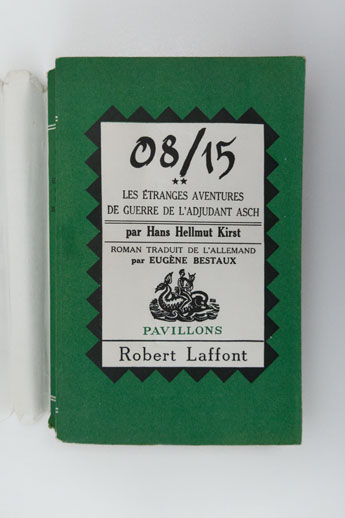 08/15
★★
LES ÉTRANGES AVENTURES
DE GUERRE DE L'ADJUDANT ASCH
par Hans Hellmut Kirst
ROMAN TRADUIT DE L'ALLEMAND
par EUGÈNE BESTAUX
PAVILLONS
Robert Laffont